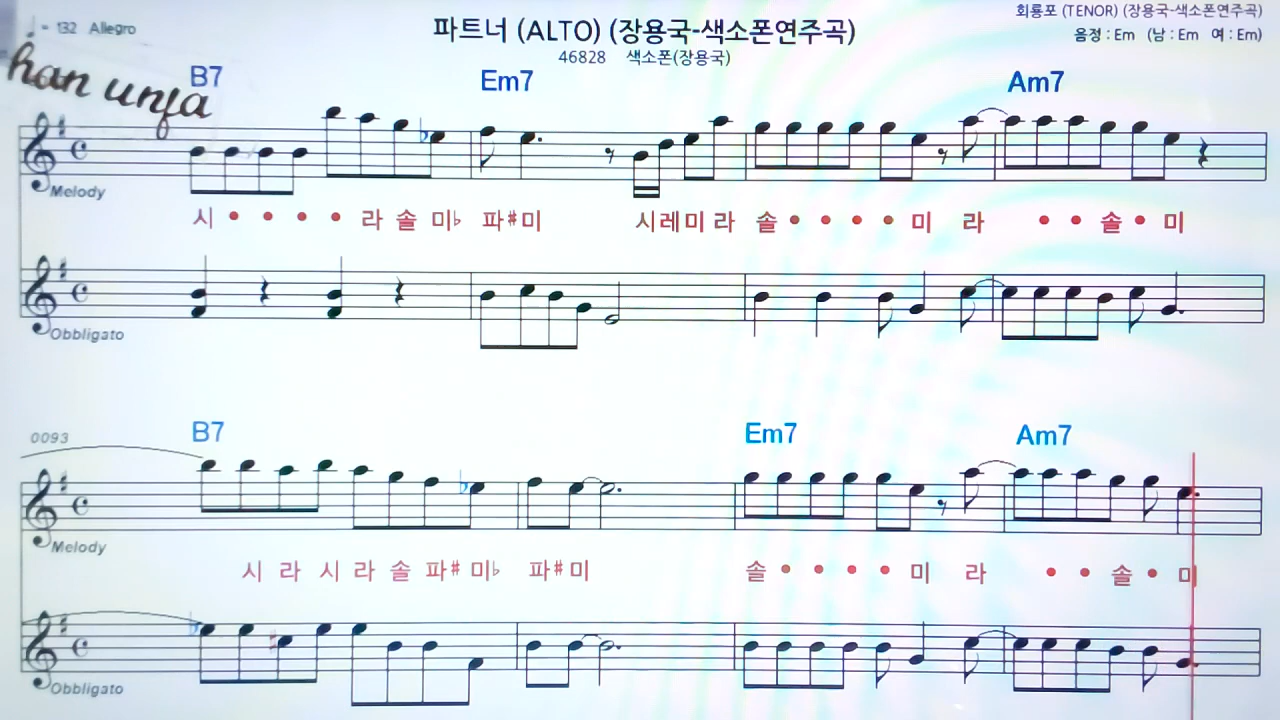 ♩ = 132 Allegro
파트너 (ALTO) (장용국-색소폰연주곡)
회룡포 (TENOR) (장용국-색소폰연주곡)
음정 : Em (남 : Em 여 : Em)
46828 색소폰(장용국)
han unja
B7 Em7 Am7
Melody
시 • • • • 라 솔 미♭ 파#미 시레미 라 솔 • • • • 미 라 • • 솔 • 미
Obbligato
0093
B7 Em7 Am7
Melody
시 라 시 라 솔 파# 미♭ 파#미 솔 • • • • 미 라 • • 솔 • 미
Obbligato